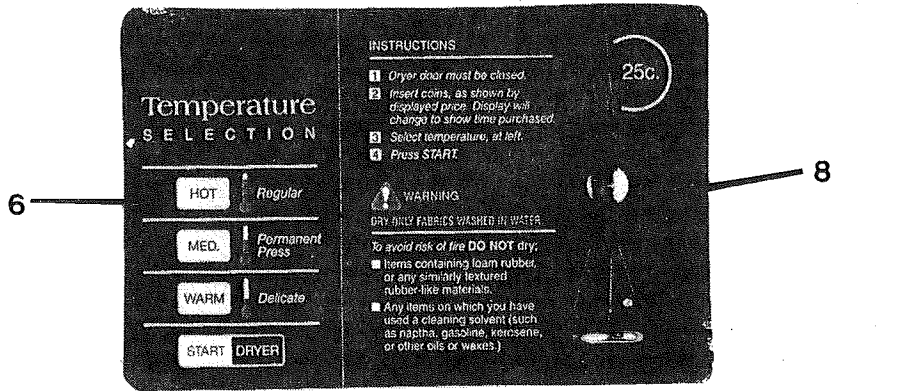 6
Temperature
SELECTION
HOT Regular
MED. Permanent
Press
WARM Delicate
START DRYER
INSTRUCTIONS
1 Dryer door must be closed.
2 Insert coins, as shown by
displayed price. Display will
change to show time purchased.
3 Select temperature, at left.
4 Press START.
WARNING
DRY ONLY FABRICS WASHED IN WATER.
To avoid risk of fire DO NOT dry;
Items containing foam rubber,
or any similarly textured
rubber-like materials.
Any items on which you have
used a cleaning solvent (such
as naptha, gasoline, kerosene,
or other oils or waxes.)
25c.
8